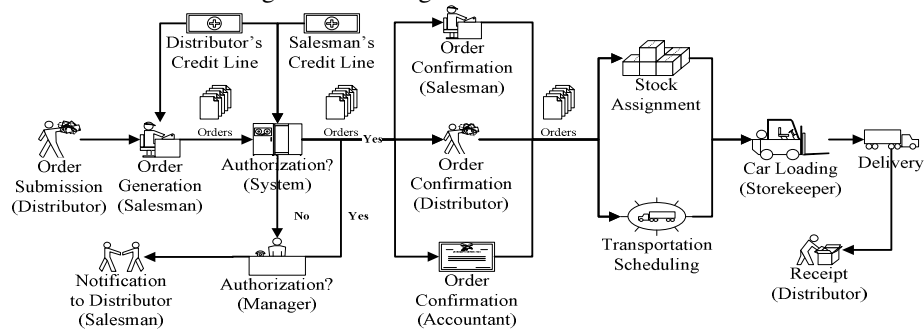 Distributor's
Credit Line
Salesman's
Credit Line
Order
Confirmation
(Salesman)
Stock
Assignment
Orders
Orders
Yes
Orders
Order
Submission
(Distributor)
Order
Generation
(Salesman)
Authorization?
(System)
Order
Confirmation
(Distributor)
Car Loading
(Storekeeper)
Delivery
No
Yes
Notification
to Distributor
(Salesman)
Authorization?
(Manager)
Order
Confirmation
(Accountant)
Transportation
Scheduling
Receipt
(Distributor)